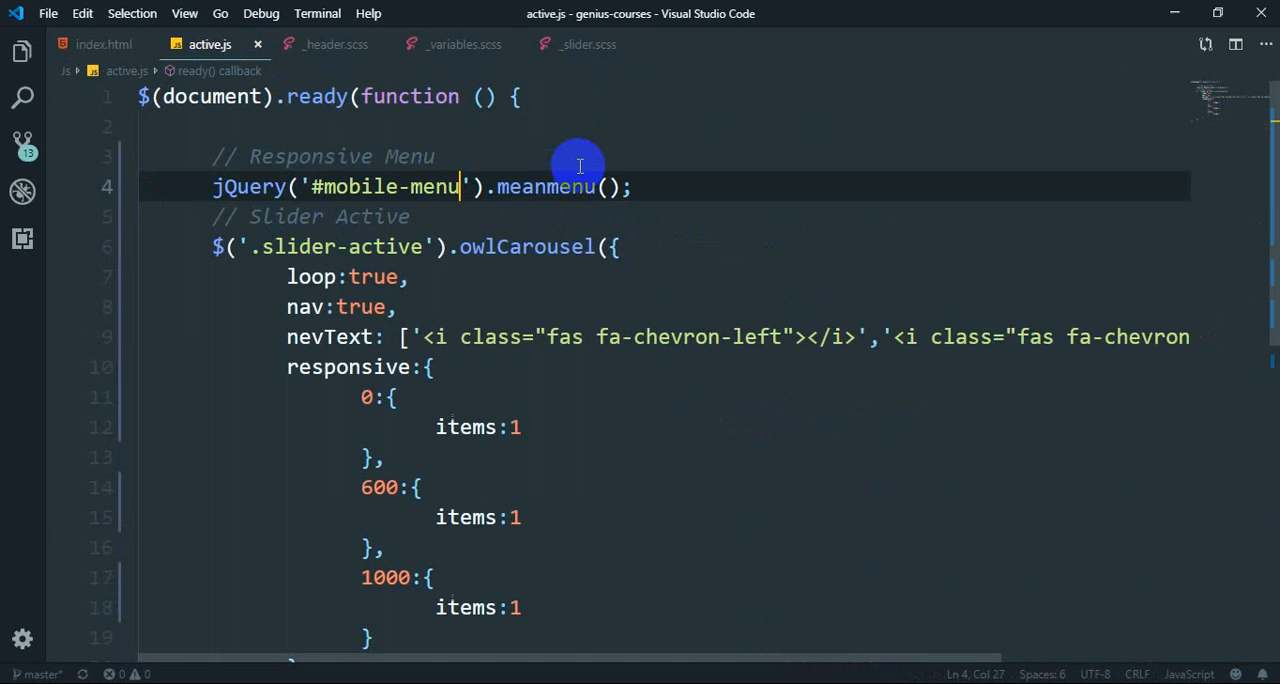 File Edit Selection View Go Debug Terminal Help active.js - genius-courses - Visual Studio Code
index.html active.js _header.scss _variables.scss _slider.scss
Js active.js ready() callback
1 $(document).ready(function () {
2
3 // Responsive Menu
4 jQuery('#mobile-menu').meanmenu();
5 // Slider Active
6 $('.slider-active').owlCarousel({
7 loop:true,
8 nav:true,
9 nevText: ['<i class="fas fa-chevron-left"></i>','<i class="fas fa-chevron
10 responsive:{
11 0:{
12 items:1
13 },
14 600:{
15 items:1
16 },
17 1000:{
18 items:1
19 }
13
master* 0 0 Ln 4, Col 27 Spaces: 6 UTF-8 CRLF JavaScript